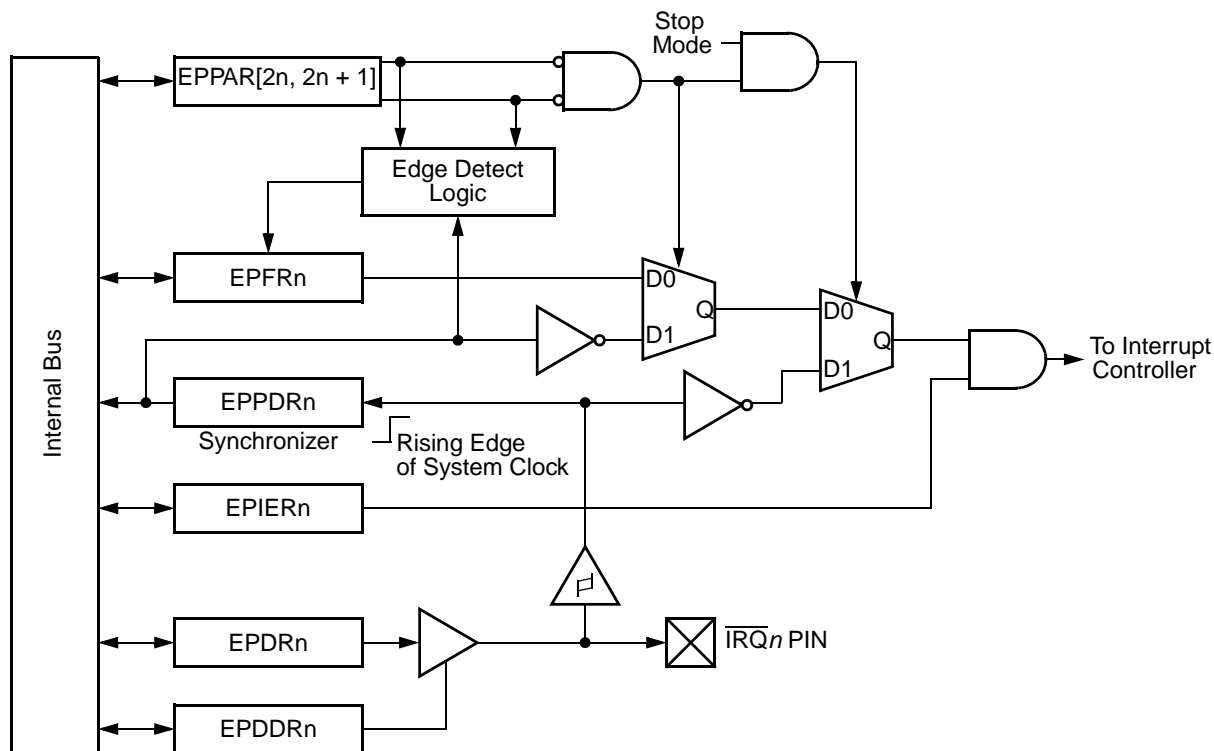 Stop
Mode
EPPAR[2n, 2n + 1]
Edge Detect
Logic
EPFRn
D0
Q
D1
D0
Q
D1
To Interrupt
Controller
Internal Bus
EPPDRn
Synchronizer
Rising Edge
of System Clock
EPIERn
EPDRn
IRQn PIN
EPDDRn